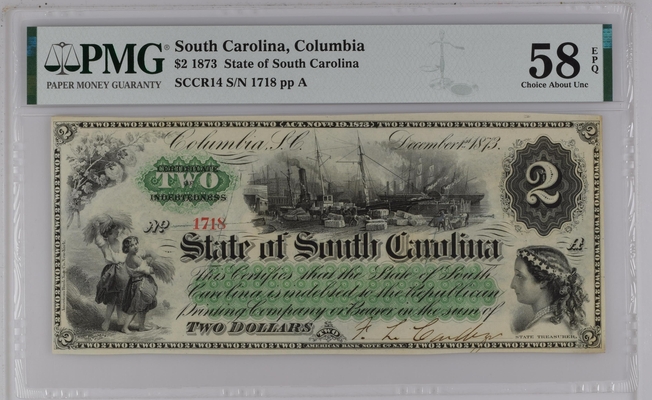 PMG
PAPER MONEY GUARANTY
South Carolina, Columbia
$2 1873 State of South Carolina
SCCR14 S/N 1718 pp A
58 EPQ
Choice About Unc
ACT. NOV. 19. 1873
Columbia, S.C. December 1st 1873.
CERTIFICATE OF
TWO
INDEBTEDNESS
2
No 1718
A
State of South Carolina
This Certifies that the State of South
Carolina is indebted to the Republican
Printing Company or Bearer in the sum of
TWO DOLLARS
STATE TREASURER.
TWO
AMERICAN BANK NOTE CO. N.Y.